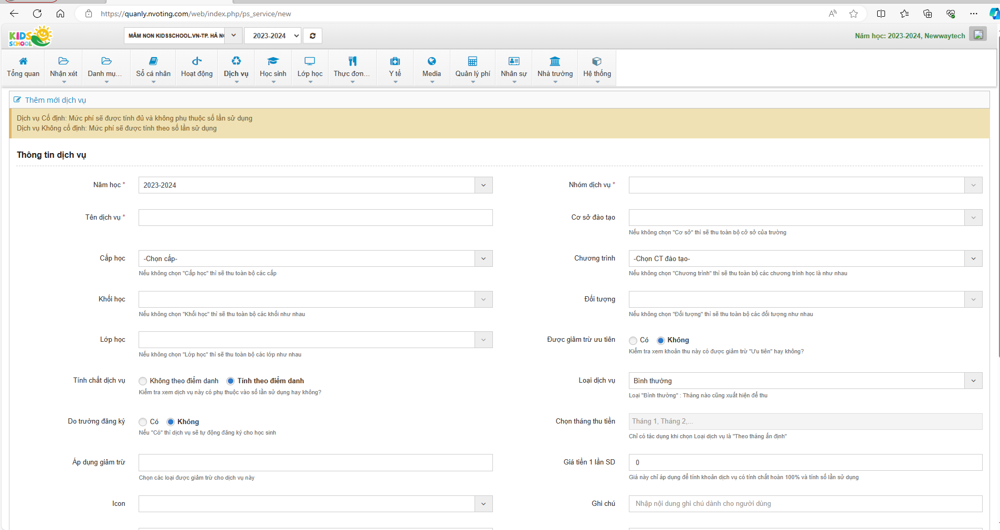 https://quanly.nvoting.com/web/index.php/ps_service/new
KIDS
SCHOOL
MẦM NON KIDSSCHOOL.VN-TP. HÀ N
2023-2024
Năm học: 2023-2024, Newwaytech
Tổng quan
Nhận xét
Danh mụ...
Sổ cá nhân
Hoạt động
Dịch vụ
Học sinh
Lớp học
Thực đơn...
Y tế
Media
Quản lý phí
Nhân sự
Nhà trường
Hệ thống
Thêm mới dịch vụ
Dịch vụ Cố định: Mức phí sẽ được tính đủ và không phụ thuộc số lần sử dụng
Dịch vụ Không cố định: Mức phí sẽ được tính theo số lần sử dụng
Thông tin dịch vụ
Năm học * 2023-2024
Nhóm dịch vụ *
Tên dịch vụ *
Cơ sở đào tạo
Nếu không chọn "Cơ sở" thì sẽ thu toàn bộ cở sở của trường
Cấp học -Chọn cấp-
Nếu không chọn "Cấp học" thì sẽ thu toàn bộ các cấp
Chương trình -Chọn CT đào tạo-
Nếu không chọn "Chương trình" thì sẽ thu toàn bộ các chương trình học là như nhau
Khối học
Nếu không chọn "Khối học" thì sẽ thu toàn bộ các khối như nhau
Đối tượng
Nếu không chọn "Đối tượng" thì sẽ thu toàn bộ các đối tượng như nhau
Lớp học
Nếu không chọn "Lớp học" thì sẽ thu toàn bộ các lớp như nhau
Được giảm trừ ưu tiên Có Không
Kiểm tra xem khoản thu này có được giảm trừ "Ưu tiên" hay không?
Tính chất dịch vụ Không theo điểm danh Tính theo điểm danh
Kiểm tra xem dịch vụ này có phụ thuộc vào số lần sử dụng hay không?
Loại dịch vụ Bình thường
Loại "Bình thường" : Tháng nào cũng xuất hiện để thu
Do trường đăng ký Có Không
Nếu "Có" thì dịch vụ sẽ tự động đăng ký cho học sinh
Chọn tháng thu tiền Tháng 1, Tháng 2,...
Chỉ có tác dụng khi chọn Loại dịch vụ là "Theo tháng ấn định"
Áp dụng giảm trừ
Chọn các loại được giảm trừ cho dịch vụ này
Giá tiền 1 lần SD 0
Giá này chỉ áp dụng để tính khoản dịch vụ có tính chất hoàn 100% và tính số lần sử dụng
Icon
Ghi chú Nhập nội dung ghi chú dành cho người dùng